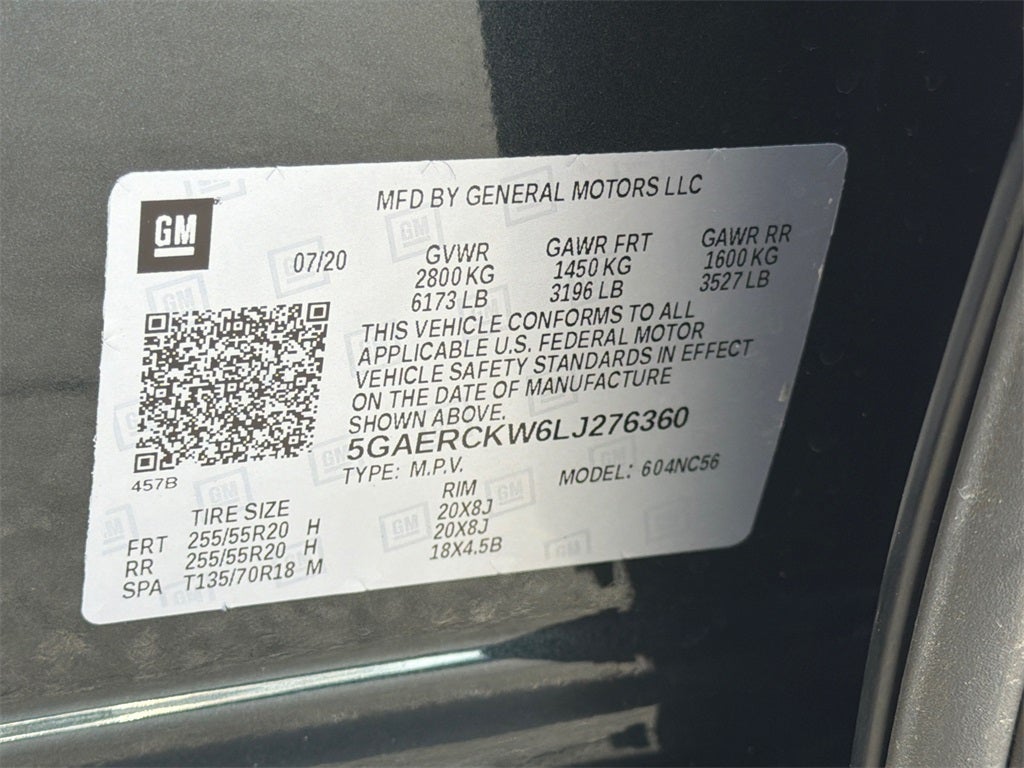 MFD BY GENERAL MOTORS LLC
GM
07/20
GVWR GAWR FRT GAWR RR
2800 KG 1450 KG 1600 KG
6173 LB 3196 LB 3527 LB
THIS VEHICLE CONFORMS TO ALL
APPLICABLE U.S. FEDERAL MOTOR
VEHICLE SAFETY STANDARDS IN EFFECT
ON THE DATE OF MANUFACTURE
SHOWN ABOVE.
5GAERCKW6LJ276360
457B
TYPE: M.P.V. MODEL: 604NC56
TIRE SIZE RIM
FRT 255/55R20 H 20X8J
RR 255/55R20 H 20X8J
SPA T135/70R18 M 18X4.5B